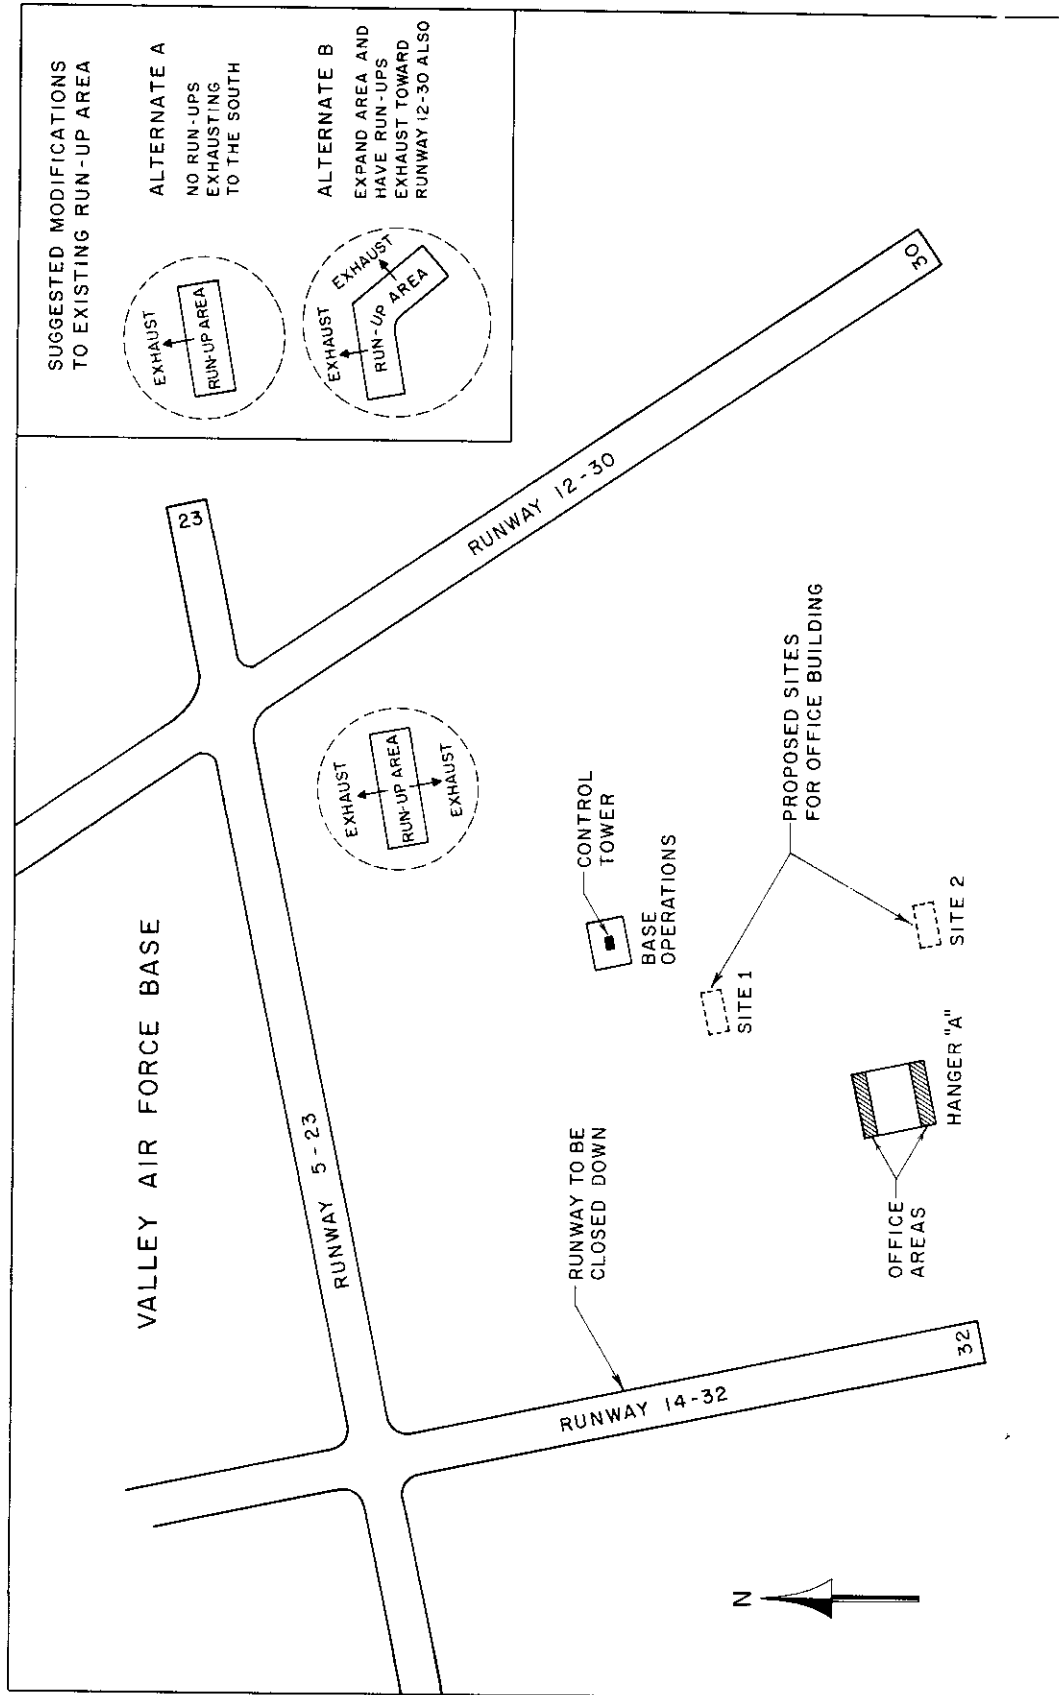 VALLEY AIR FORCE BASE
SUGGESTED MODIFICATIONS
TO EXISTING RUN-UP AREA
EXHAUST
RUN-UP AREA
ALTERNATE A
NO RUN-UPS
EXHAUSTING
TO THE SOUTH
EXHAUST
EXHAUST
RUN-UP AREA
ALTERNATE B
EXPAND AREA AND
HAVE RUN-UPS
EXHAUST TOWARD
RUNWAY 12-30 ALSO
23
RUNWAY 5-23
EXHAUST
RUN-UP AREA
EXHAUST
RUNWAY 12-30
30
RUNWAY TO BE
CLOSED DOWN
RUNWAY 14-32
32
CONTROL
TOWER
BASE
OPERATIONS
SITE 1
PROPOSED SITES
FOR OFFICE BUILDING
SITE 2
OFFICE
AREAS
HANGER "A"
N